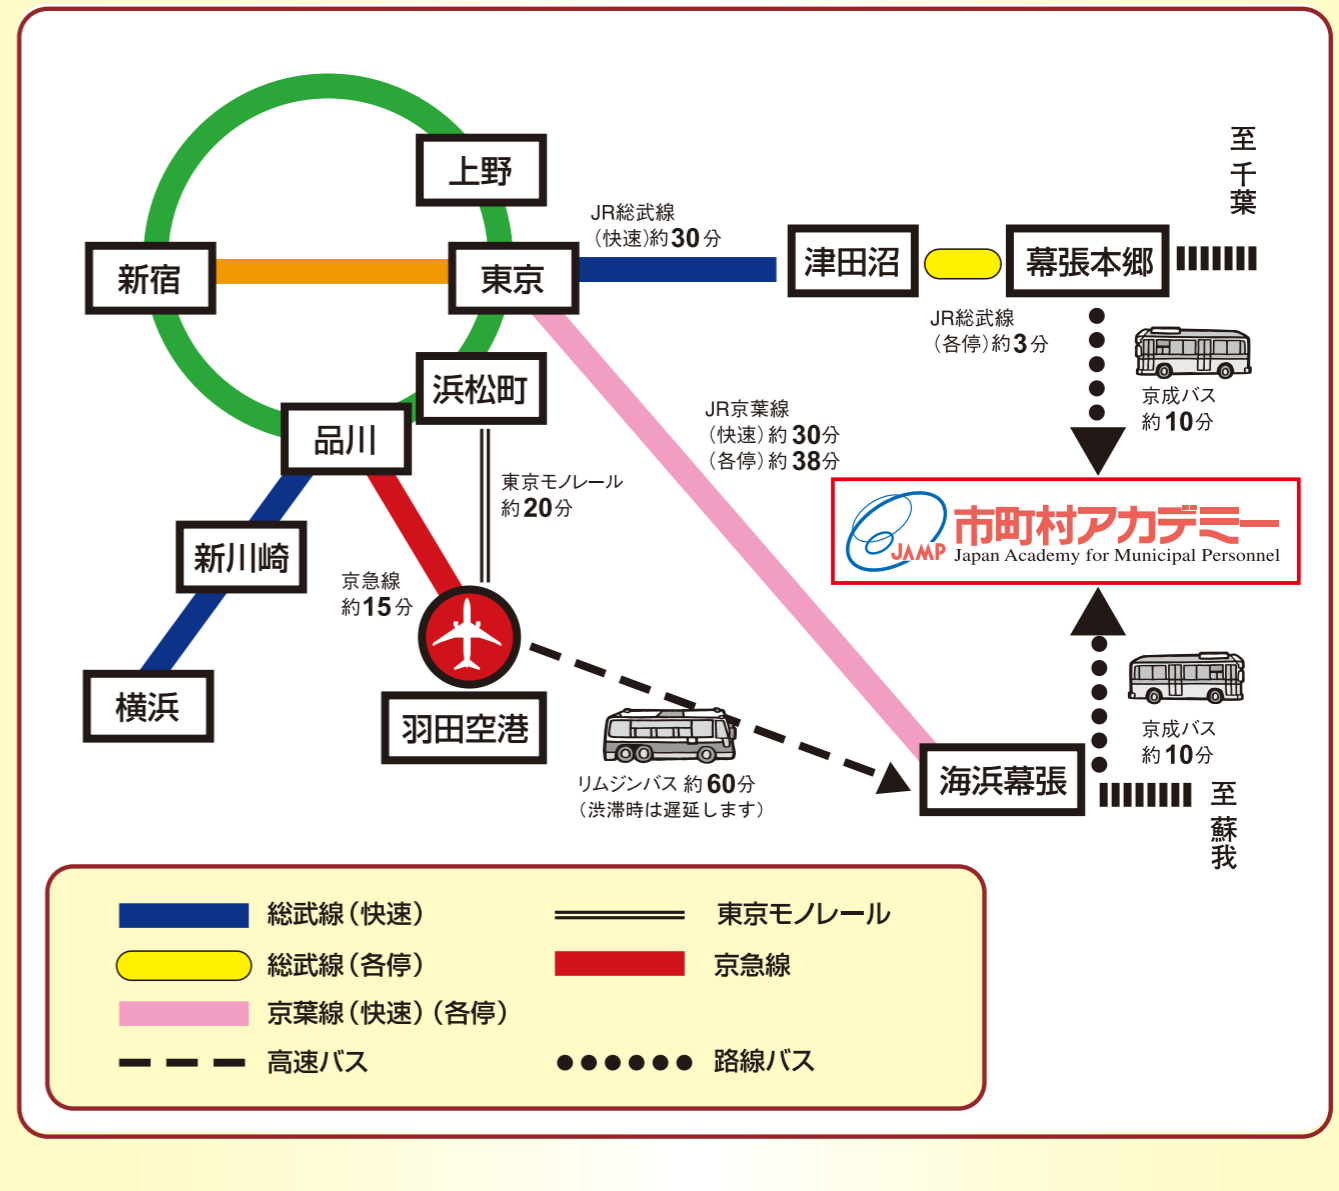 上野
至
千葉
JR総武線
（快速）約30分
新宿
東京
津田沼
幕張本郷
JR総武線
（各停）約3分
京成バス
約10分
浜松町
品川
JR京葉線
（快速）約30分
（各停）約38分
東京モノレール
約20分
JAMP
市町村アカデミー
Japan Academy for Municipal Personnel
新川崎
京急線
約15分
横浜
羽田空港
リムジンバス 約60分
（渋滞時は遅延します）
京成バス
約10分
海浜幕張
至
蘇我
総武線（快速）
東京モノレール
総武線（各停）
京急線
京葉線（快速）（各停）
高速バス
路線バス